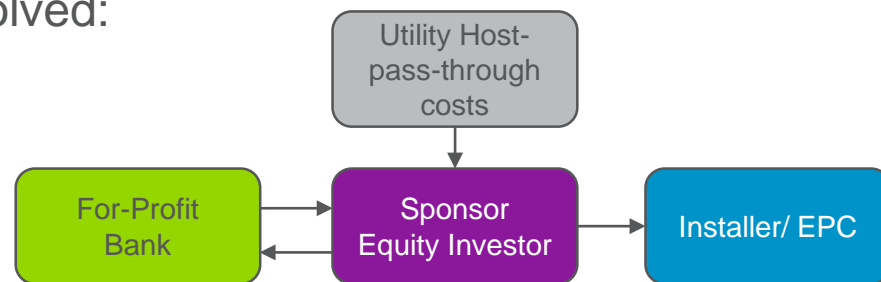 olved:
Utility Host-
pass-through
costs
For-Profit
Bank
Sponsor
Equity Investor
Installer/ EPC